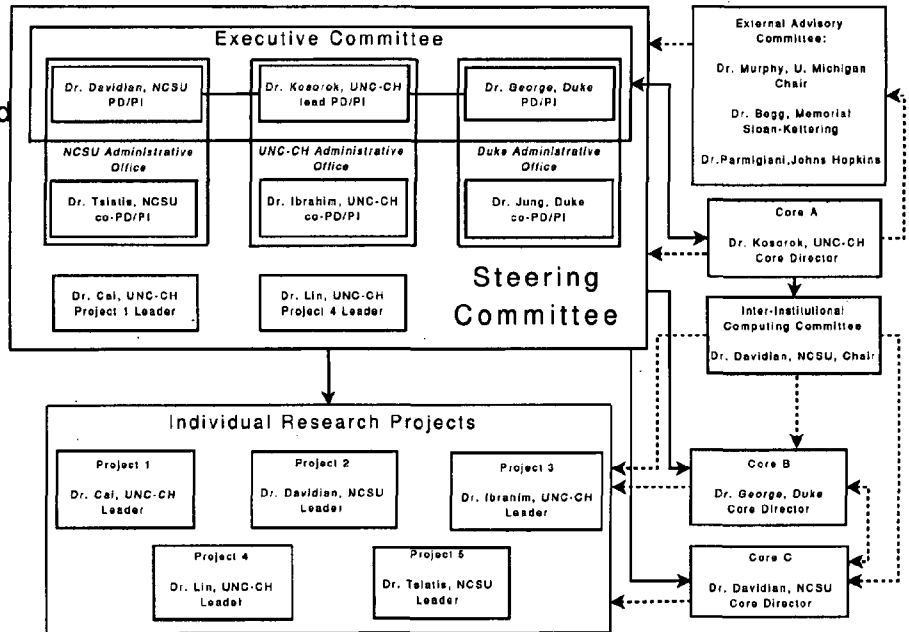 Executive Committee
Dr. Davidian, NCSU
PD/PI
Dr. Kosorok, UNC-CH
lead PD/PI
Dr. George, Duke
PD/PI
d
NCSU Administrative
Office
UNC-CH Administrative
Office
Duke Administrative
Office
Dr. Tsiatis, NCSU
co-PD/PI
Dr. Ibrahim, UNC-CH
co-PD/PI
Dr. Jung, Duke
co-PD/PI
Dr. Cai, UNC-CH
Project 1 Leader
Dr. Lin, UNC-CH
Project 4 Leader
Steering
Committee
External Advisory
Committee:
Dr. Murphy, U. Michigan
Chair
Dr. Begg, Memorial
Sloan-Kettering
Dr.Parmigiani,Johns Hopkins
Core A
Dr. Kosorok, UNC-CH
Core Director
Inter-Institutional
Computing Committee
Dr. Davidian, NCSU, Chair
Individual Research Projects
Project 1
Dr. Cai, UNC-CH
Leader
Project 2
Dr. Davidian, NCSU
Leader
Project 3
Dr. Ibrahim, UNC-CH
Leader
Project 4
Dr. Lin, UNC-CH
Leader
Project 5
Dr. Tsiatis, NCSU
Leader
Core B
Dr. George, Duke
Core Director
Core C
Dr. Davidian, NCSU
Core Director